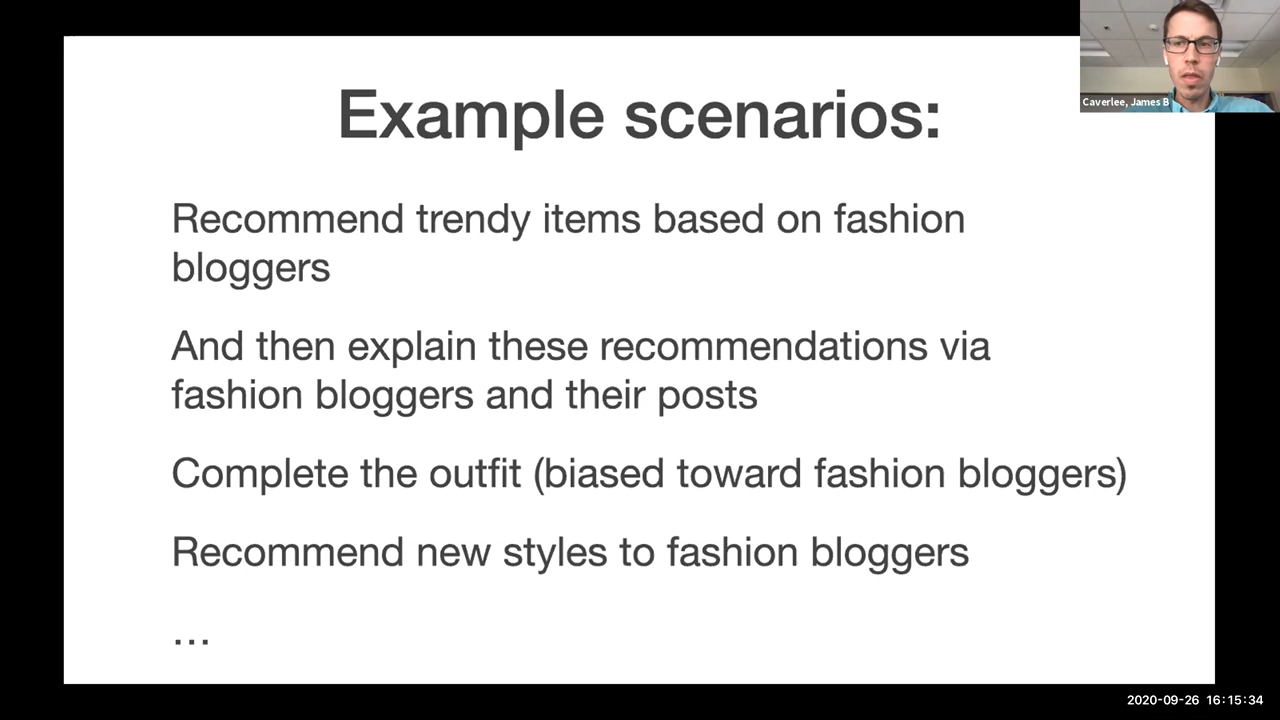 Example scenarios:
Caverlee, James B
Recommend trendy items based on fashion
bloggers
And then explain these recommendations via
fashion bloggers and their posts
Complete the outfit (biased toward fashion bloggers)
Recommend new styles to fashion bloggers
...
2020-09-26 16:15:34